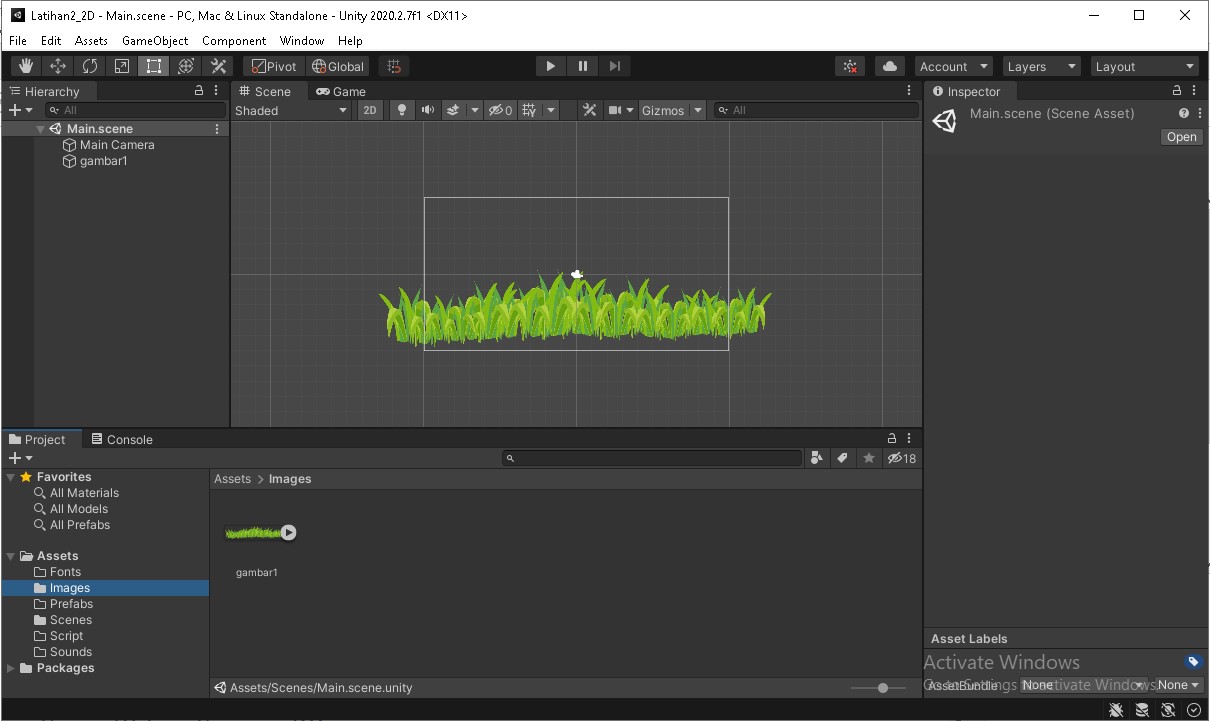 Latihan2_2D - Main.scene - PC, Mac & Linux Standalone - Unity 2020.2.7f1 <DX11>
File Edit Assets GameObject Component Window Help
Pivot Global Account Layers Layout
Hierarchy
All
Main.scene
Main Camera
gambar1
Scene Game
Shaded 2D 0 Gizmos All
Inspector
Main.scene (Scene Asset)
Open
Project Console
18
Favorites
All Materials
All Models
All Prefabs
Assets
Fonts
Images
Prefabs
Scenes
Script
Sounds
Packages
Assets > Images
gambar1
Assets/Scenes/Main.scene.unity
Asset Labels
Activate Windows
Go to Settings to activate Windows.
AssetBundle None None